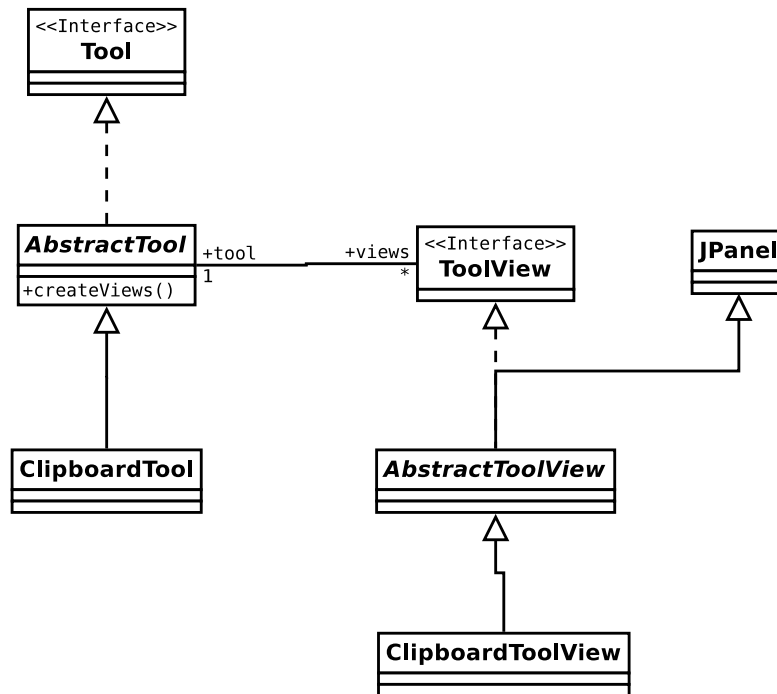 <<Interface>>
Tool
AbstractTool
+createViews()
+tool
1
+views
*
<<Interface>>
ToolView
JPanel
ClipboardTool
AbstractToolView
ClipboardToolView